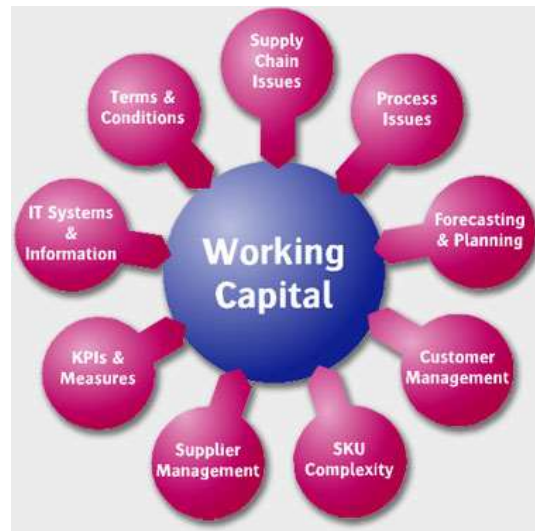 Supply
Chain
Issues
Process
Issues
Forecasting
& Planning
Customer
Management
SKU
Complexity
Supplier
Management
KPIs &
Measures
IT Systems
&
Information
Terms &
Conditions
Working
Capital